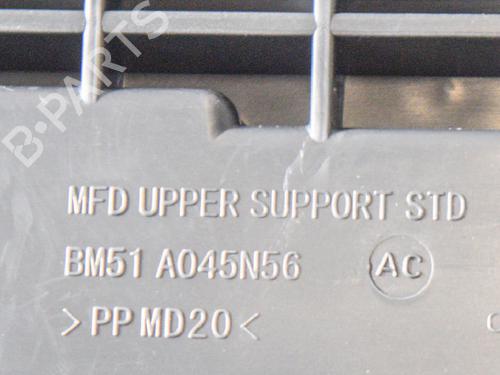 B-PARTS
MFD UPPER SUPPORT STD
BM51 A045N56 AC
>PP MD20<